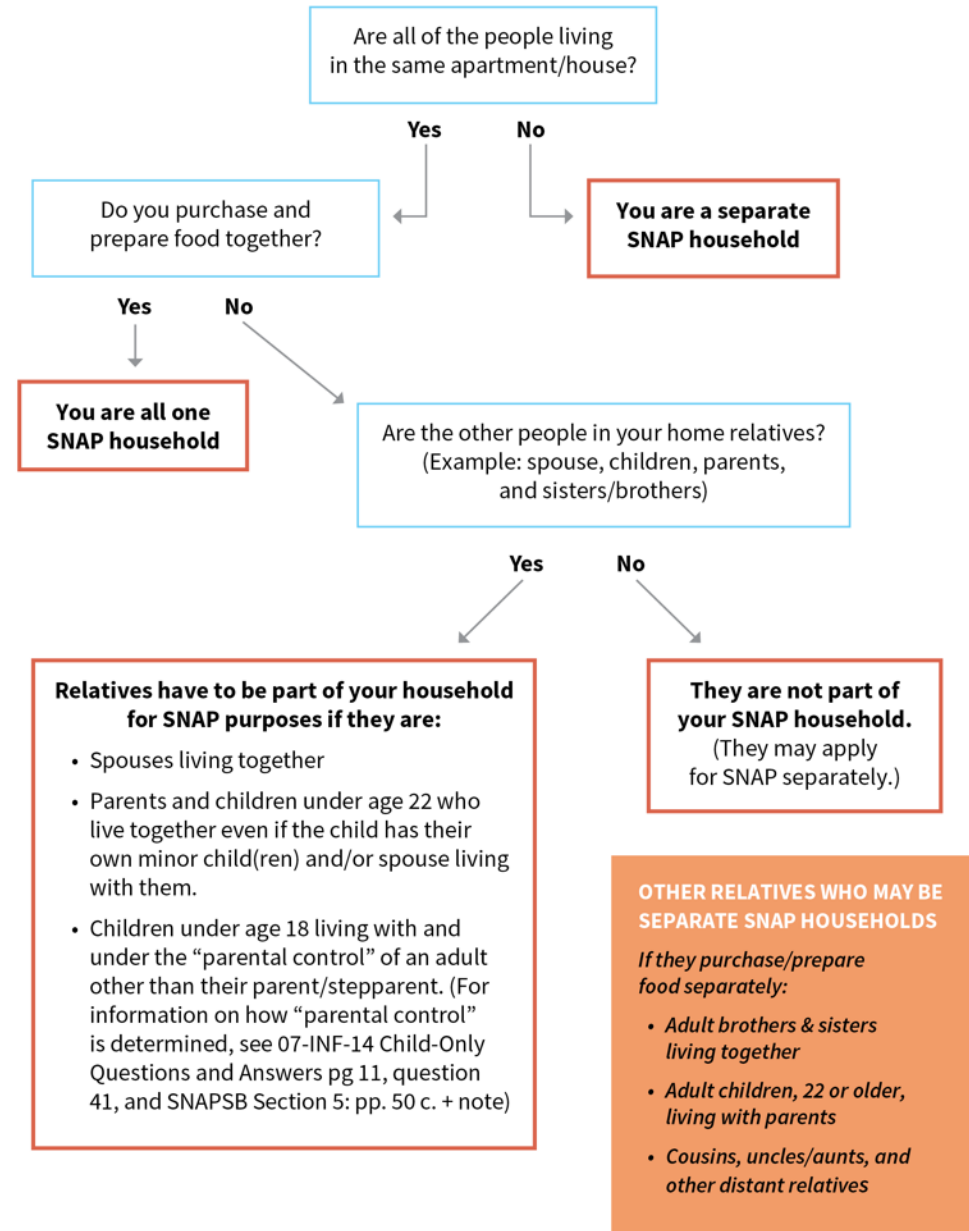 Are all of the people living
in the same apartment/house?
Yes
No
Do you purchase and
prepare food together?
You are a separate
SNAP household
Yes
No
You are all one
SNAP household
Are the other people in your home relatives?
(Example: spouse, children, parents,
and sisters/brothers)
Yes
No
Relatives have to be part of your household
for SNAP purposes if they are:
• Spouses living together
• Parents and children under age 22 who
live together even if the child has their
own minor child(ren) and/or spouse living
with them.
• Children under age 18 living with and
under the “parental control” of an adult
other than their parent/stepparent. (For
information on how “parental control”
is determined, see 07-INF-14 Child-Only
Questions and Answers pg 11, question
41, and SNAPSB Section 5: pp. 50 c. + note)
They are not part of
your SNAP household.
(They may apply
for SNAP separately.)
OTHER RELATIVES WHO MAY BE
SEPARATE SNAP HOUSEHOLDS
If they purchase/prepare
food separately:
• Adult brothers & sisters
living together
• Adult children, 22 or older,
living with parents
• Cousins, uncles/aunts, and
other distant relatives